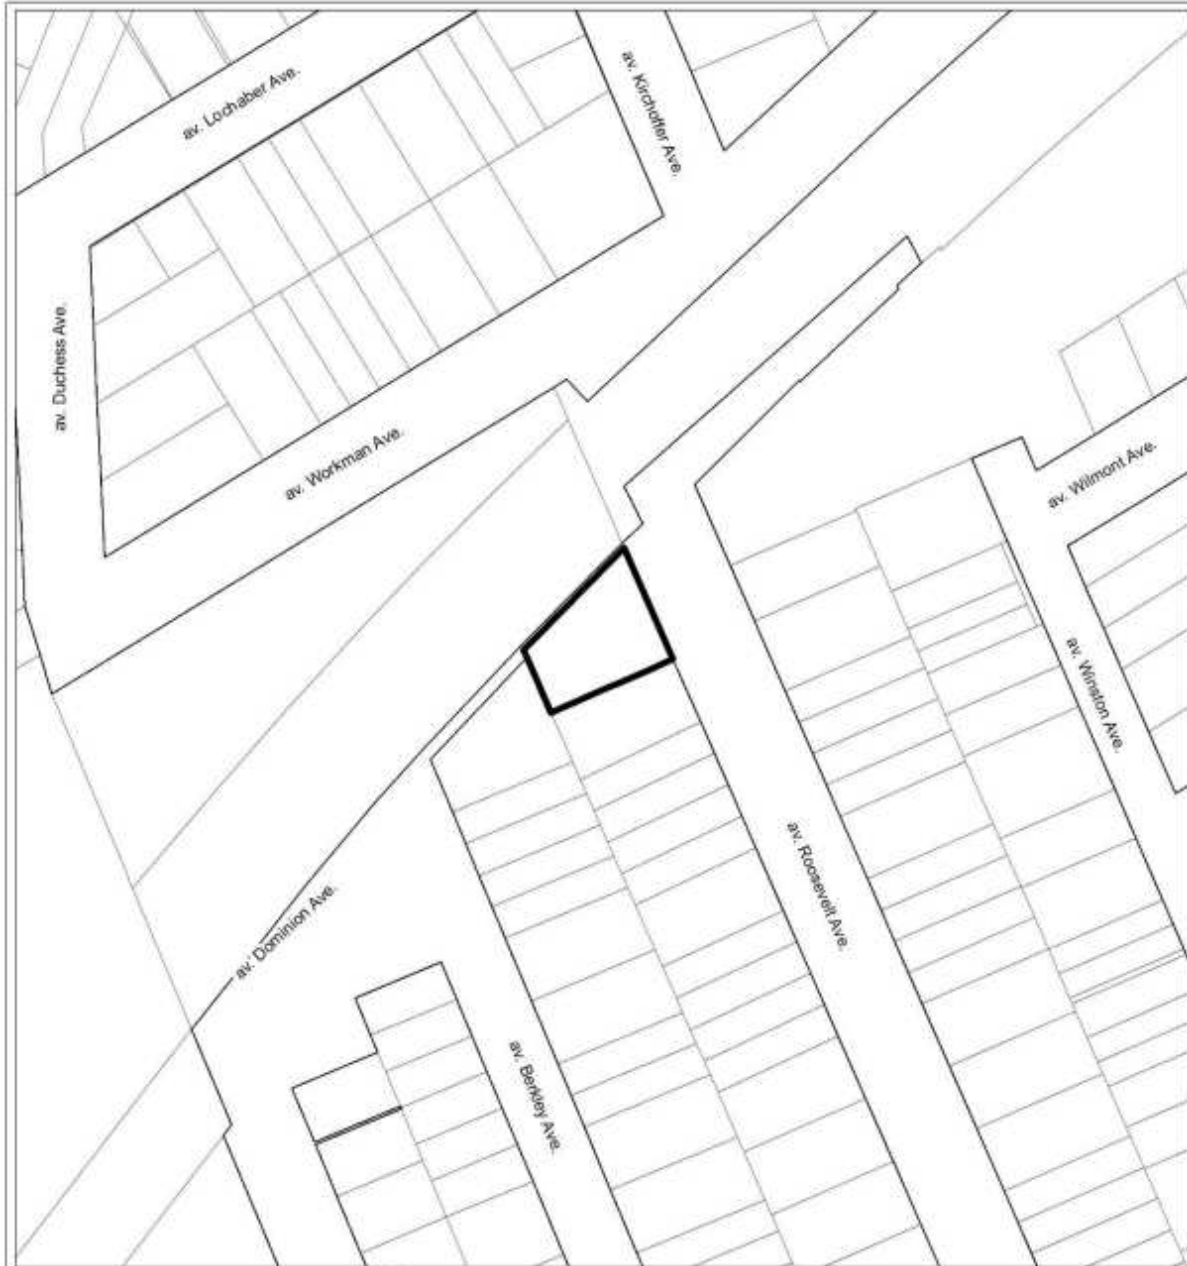 av. Lochaber Ave.
av. Kirchoffer Ave.
av. Duchess Ave.
av. Workman Ave.
av. Wilmont Ave.
av. Winston Ave.
av. Roosevelt Ave.
av. Dominion Ave.
av. Berkley Ave.